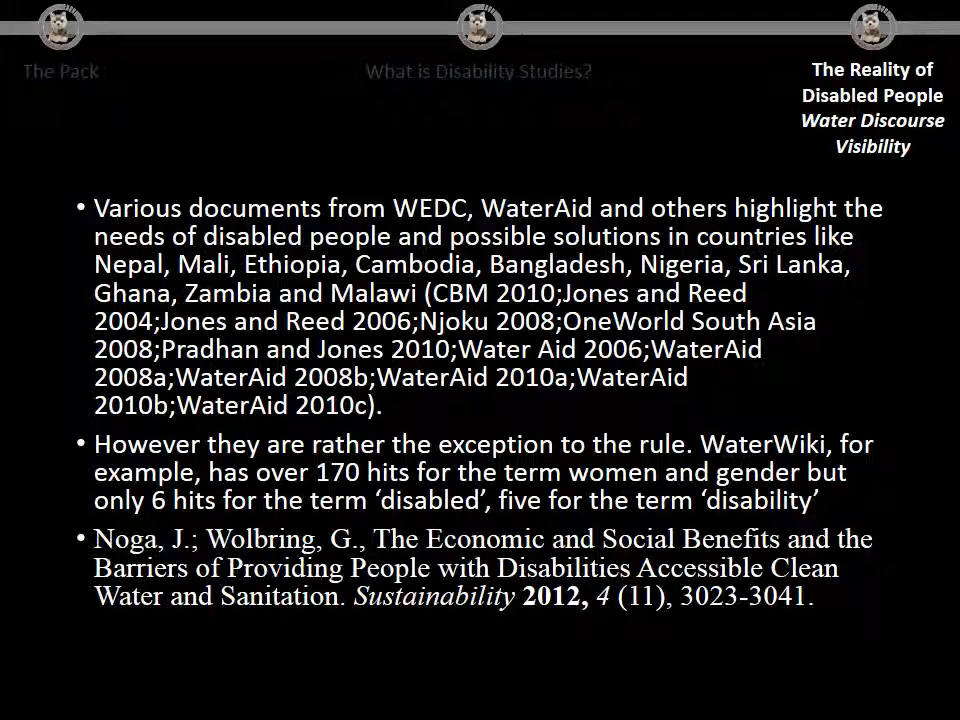 The Pack
What is Disability Studies?
The Reality of
Disabled People
Water Discourse
Visibility
• Various documents from WEDC, WaterAid and others highlight the
needs of disabled people and possible solutions in countries like
Nepal, Mali, Ethiopia, Cambodia, Bangladesh, Nigeria, Sri Lanka,
Ghana, Zambia and Malawi (CBM 2010;Jones and Reed
2004;Jones and Reed 2006;Njoku 2008;OneWorld South Asia
2008;Pradhan and Jones 2010;Water Aid 2006;WaterAid
2008a;WaterAid 2008b;WaterAid 2010a;WaterAid
2010b;WaterAid 2010c).
• However they are rather the exception to the rule. WaterWiki, for
example, has over 170 hits for the term women and gender but
only 6 hits for the term ‘disabled’, five for the term ‘disability’
• Noga, J.; Wolbring, G., The Economic and Social Benefits and the
Barriers of Providing People with Disabilities Accessible Clean
Water and Sanitation. Sustainability 2012, 4 (11), 3023-3041.